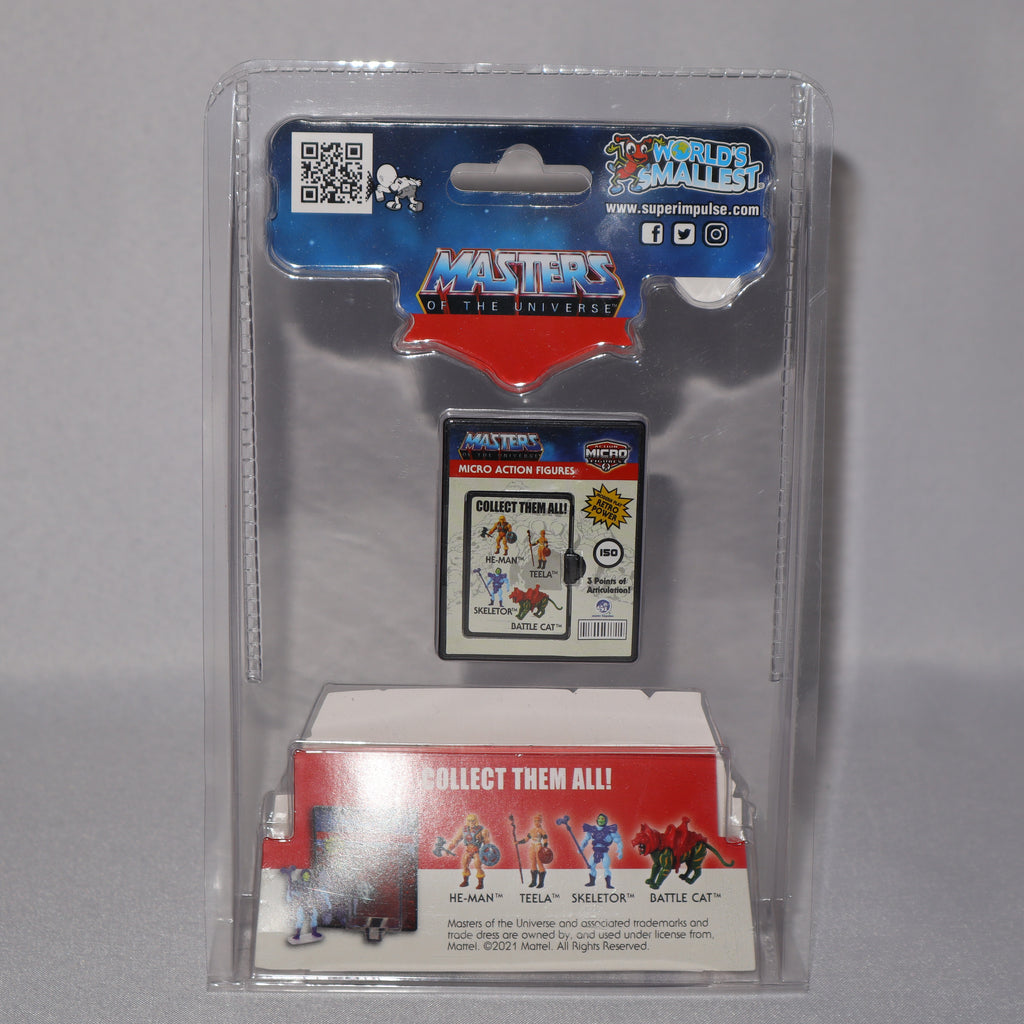 WORLD'S
SMALLEST
www.superimpulse.com
MASTERS
OF THE UNIVERSE™
MASTERS
OF THE UNIVERSE
ACTION
MICRO
FIGURES
MICRO ACTION FIGURES
COLLECT THEM ALL!
RETRO
POWER
HE-MAN™
TEELA™
150
3 Points of
Articulation!
SKELETOR™
BATTLE CAT™
COLLECT THEM ALL!
HE-MAN™
TEELA™
SKELETOR™
BATTLE CAT™
Masters of the Universe and associated trademarks and
trade dress are owned by, and used under license from,
Mattel. ©2021 Mattel. All Rights Reserved.